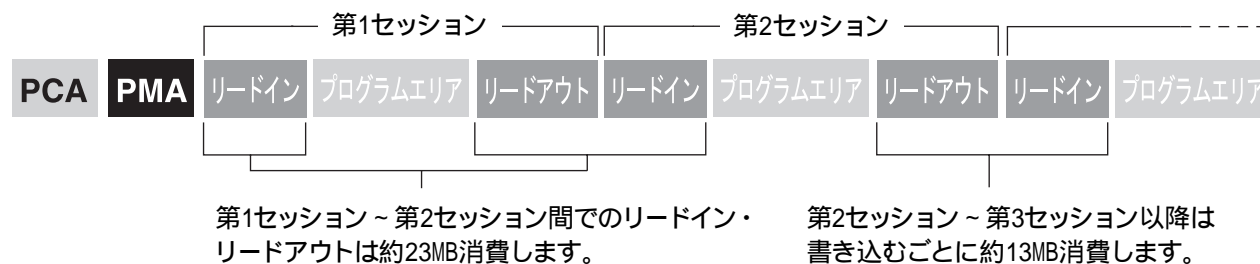 第1セッション
第2セッション
PCA PMA リードイン プログラムエリア リードアウト リードイン プログラムエリア リードアウト リードイン プログラムエリア
第1セッション ~ 第2セッション間でのリードイン・
リードアウトは約23MB消費します。
第2セッション ~ 第3セッション以降は
書き込むごとに約13MB消費します。